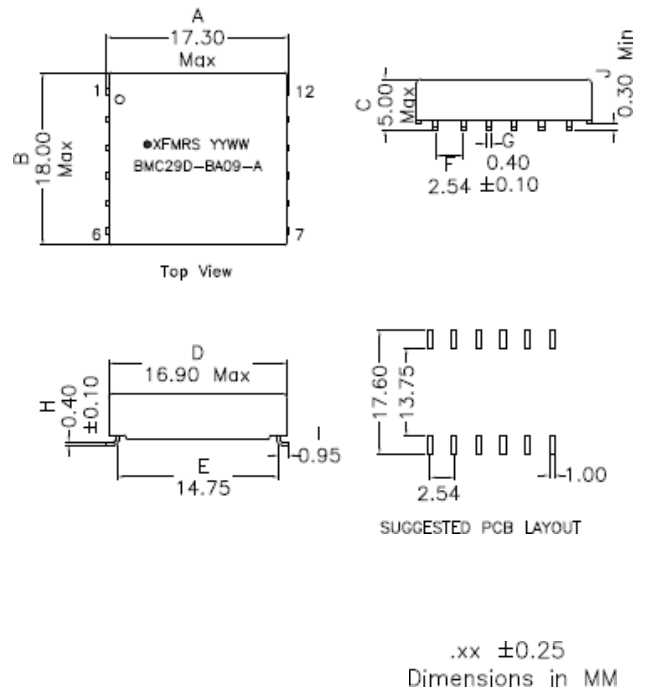 A
17.30
Max
1
12
B
18.00
Max
●XFMRS YYWW
BMC29D-BA09-A
6
7
Top View
C
5.00
Max
J
0.30 Min
F
G
0.40
2.54 ±0.10
D
16.90 Max
H
0.40
±0.10
I
0.95
E
14.75
17.60
13.75
2.54
1.00
SUGGESTED PCB LAYOUT
.xx ±0.25
Dimensions in MM